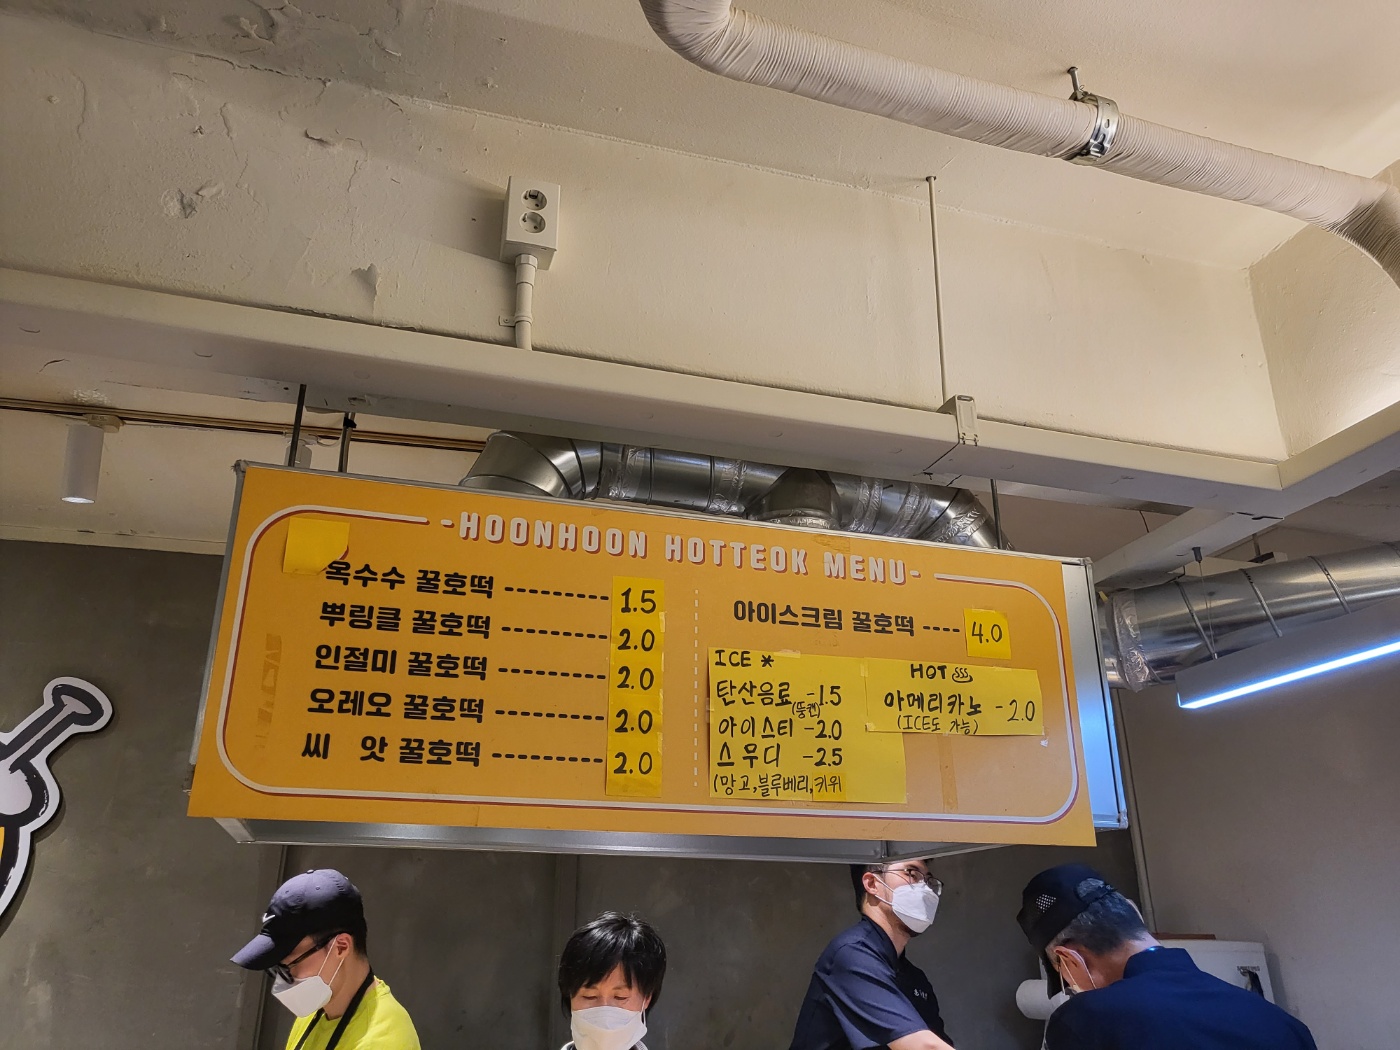 -HOONHOON HOTTEOK MENU-
옥수수 꿀호떡 --------- 1.5
뿌링클 꿀호떡 --------- 2.0
인절미 꿀호떡 --------- 2.0
오레오 꿀호떡 --------- 2.0
씨 앗 꿀호떡 --------- 2.0
아이스크림 꿀호떡 ----- 4.0
ICE *
탄산음료(뚱캔) -1.5
아이스티 -2.0
스무디 -2.5
(망고,블루베리,키위
HOT
아메리카노 -2.0
(ICE도 가능)